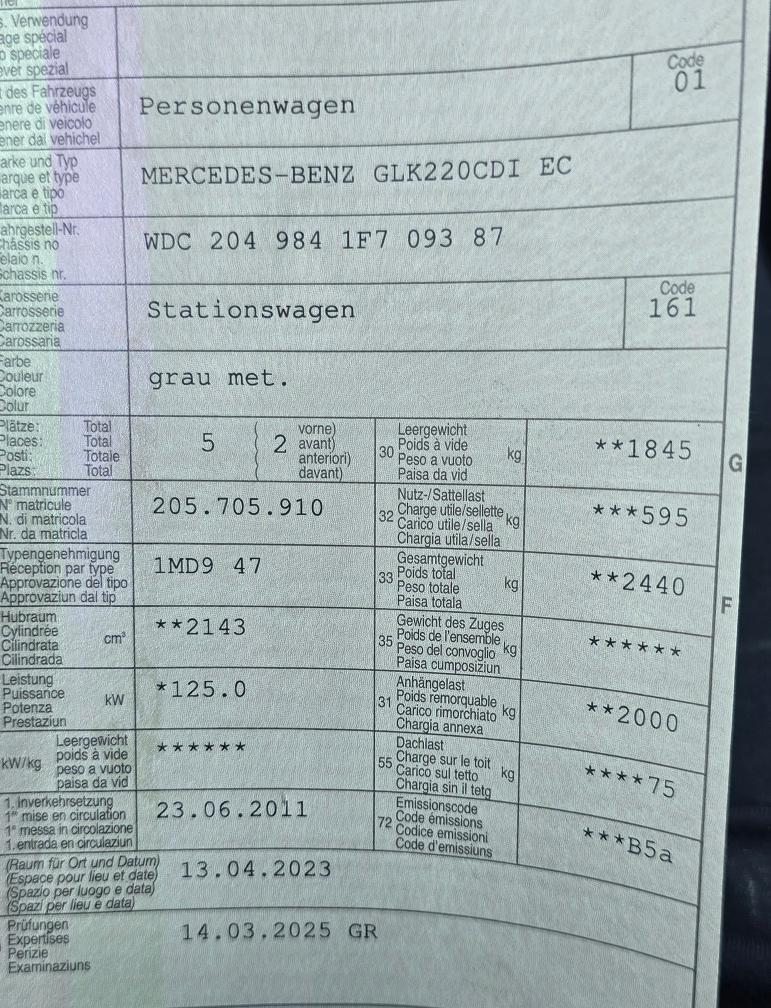 s. Verwendung
age spécial
o speciale
ever spezial
des Fahrzeugs
enre de véhicule
enere di veicolo
ener dal vehichel
Personenwagen
Code
01
arke und Typ
arque et type
arca e tipo
arca e tip
MERCEDES-BENZ GLK220CDI EC
ahrgestell-Nr.
Châssis no
elaio n.
schassis nr.
WDC 204 984 1F7 093 87
Karosserie
Carrosserie
Carrozzeria
Carossaria
Stationswagen
Code
161
Farbe
Couleur
Colore
Colur
grau met.
Plätze: Total
Places: Total
Posti: Totale
Plazs: Total
5 ( 2 vorne)
avant)
anteriori)
davant)
30 Leergewicht
Poids à vide
Peso a vuoto
Paisa da vid
kg
**1845
G
Stammnummer
N° matricule
N. di matricola
Nr. da matricla
205.705.910
32 Nutz-/Sattellast
Charge utile/sellette
Carico utile/sella
Chargia utila/sella
kg
***595
Typengenehmigung
Réception par type
Approvazione del tipo
Approvaziun dal tip
1MD9 47
33 Gesamtgewicht
Poids total
Peso totale
Paisa totala
kg
**2440
F
Hubraum
Cylindrée
Cilindrata
Cilindrada
cm³
**2143
35 Gewicht des Zuges
Poids de l'ensemble
Peso del convoglio
Paisa cumposiziun
kg
******
Leistung
Puissance
Potenza
Prestaziun
kW
*125.0
31 Anhängelast
Poids remorquable
Carico rimorchiato
Chargia annexa
kg
**2000
kW/kg
Leergewicht
poids à vide
peso a vuoto
paisa da vid
******
55 Dachlast
Charge sur le toit
Carico sul tetto
Chargia sin il tetg
kg
****75
1. Inverkehrsetzung
1re mise en circulation
1a messa in circolazione
1. entrada en circulaziun
23.06.2011
72 Emissionscode
Code émissions
Codice emissioni
Code d'emissiuns
***B5a
(Raum für Ort und Datum)
(Espace pour lieu et date)
(Spazio per luogo e data)
(Spazi per lieu e data)
13.04.2023
Prüfungen
Expertises
Perizie
Examinaziuns
14.03.2025 GR